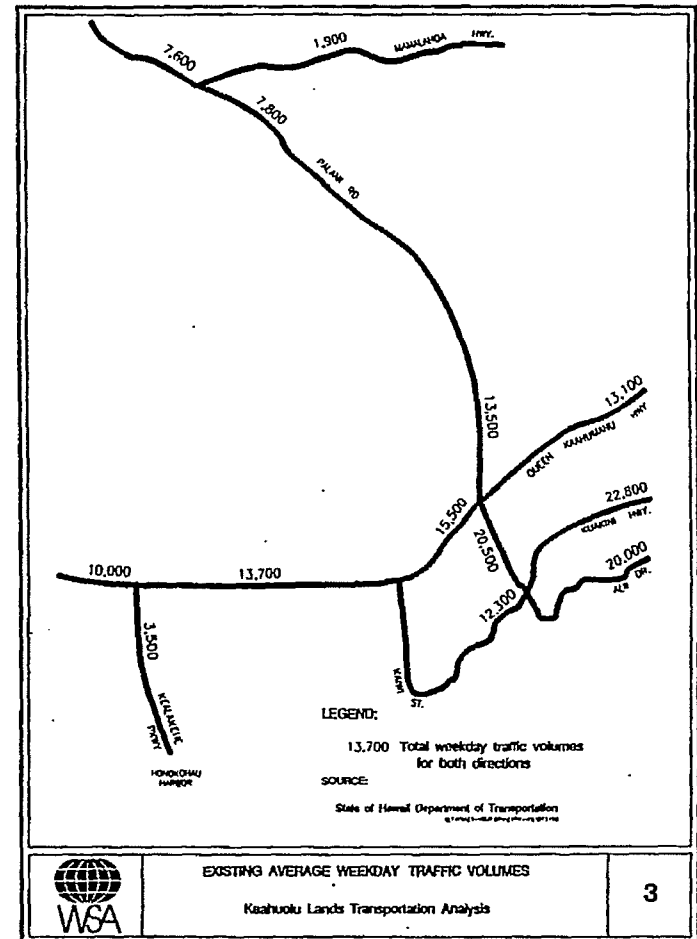 7,600
1,900
MAMALAHOA HWY.
7,800
PALANI RD
13,500
13,100
QUEEN KAAHUMANU HWY
15,500
22,800
KUAKINI HWY.
20,500
20,000
ALII DR.
10,000
13,700
12,300
3,500
KEALAKEHE PKWY
HONOKOHAU
HARBOR
ST.
LEGEND:
13,700 Total weekday traffic volumes
for both directions
SOURCE:
State of Hawaii Department of Transportation
WSA
EXISTING AVERAGE WEEKDAY TRAFFIC VOLUMES
Keahuolu Lands Transportation Analysis
3